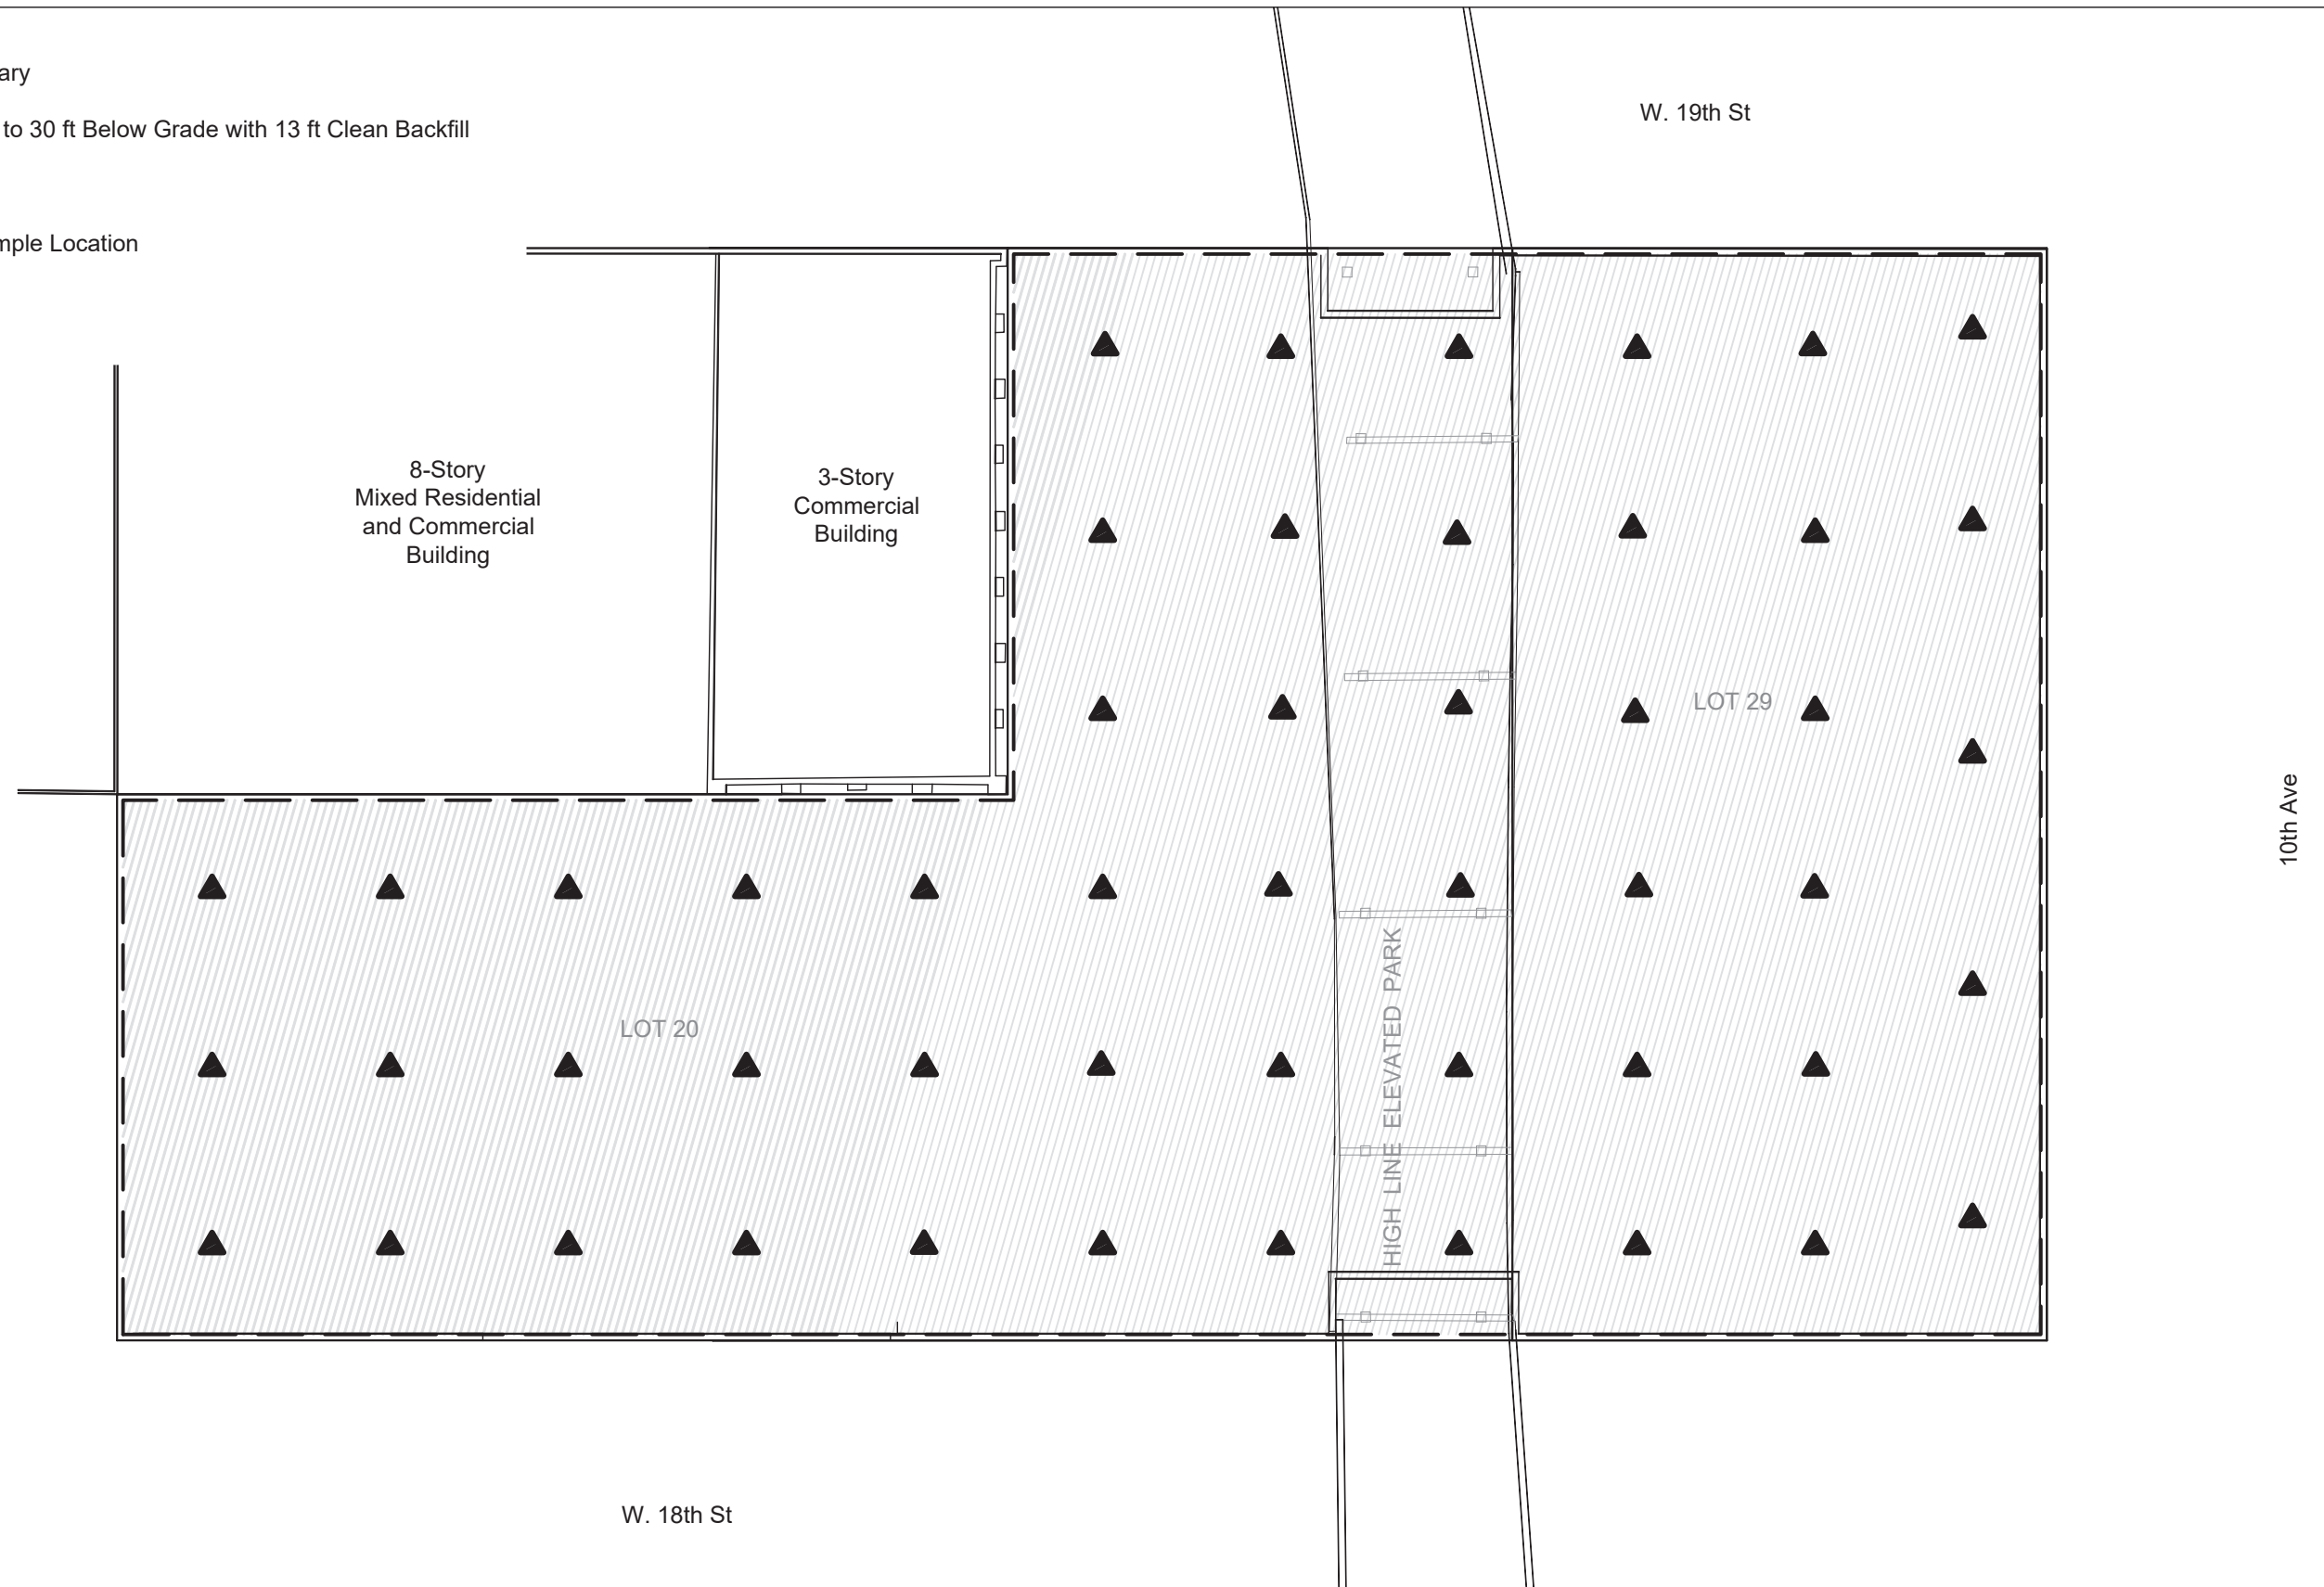 ary
to 30 ft Below Grade with 13 ft Clean Backfill
mple Location
W. 19th St
8-Story
Mixed Residential
and Commercial
Building
3-Story
Commercial
Building
LOT 29
10th Ave
LOT 20
HIGH LINE ELEVATED PARK
W. 18th St